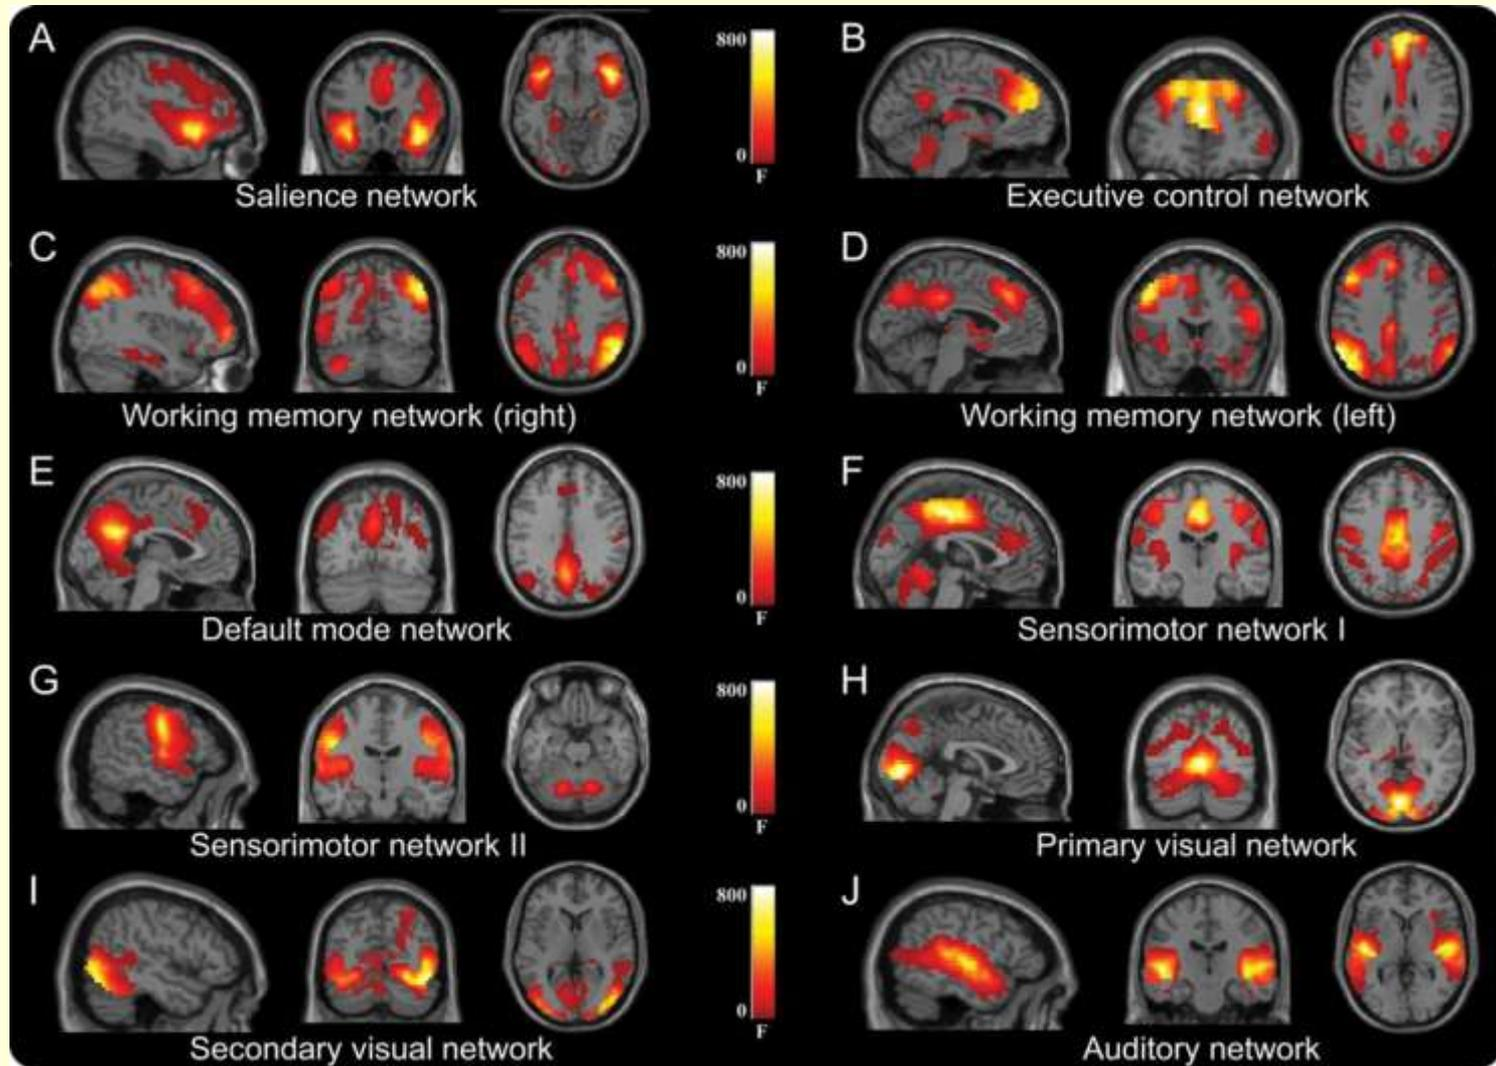 A
800
0
F
B
Salience network
Executive control network
C
800
0
F
D
Working memory network (right)
Working memory network (left)
E
800
0
F
F
Default mode network
Sensorimotor network I
G
800
0
F
H
Sensorimotor network II
Primary visual network
I
800
0
F
J
Secondary visual network
Auditory network